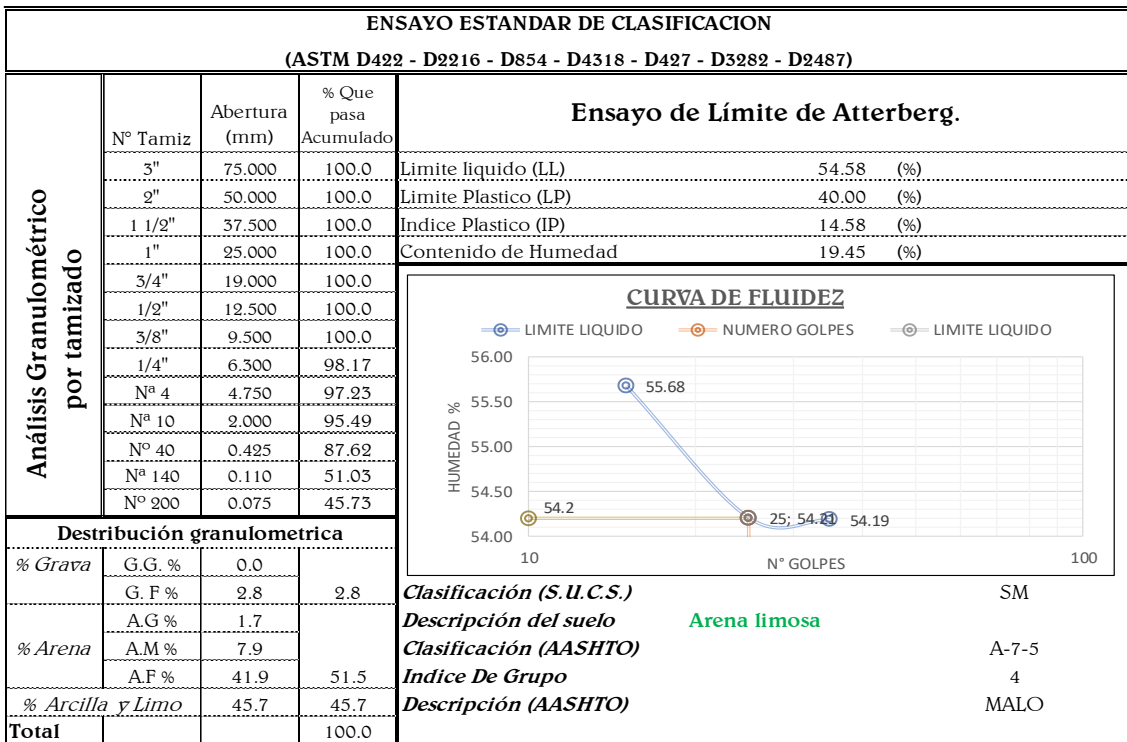 ENSAYO ESTANDAR DE CLASIFICACION
(ASTM D422 - D2216 - D854 - D4318 - D427 - D3282 - D2487)
Análisis Granulométrico por tamizado
N° Tamiz Abertura (mm) % Que pasa Acumulado
3" 75.000 100.0
2" 50.000 100.0
1 1/2" 37.500 100.0
1" 25.000 100.0
3/4" 19.000 100.0
1/2" 12.500 100.0
3/8" 9.500 100.0
1/4" 6.300 98.17
Nª 4 4.750 97.23
Nª 10 2.000 95.49
Nº 40 0.425 87.62
Nª 140 0.110 51.03
Nº 200 0.075 45.73
Ensayo de Límite de Atterberg.
Limite liquido (LL) 54.58 (%)
Limite Plastico (LP) 40.00 (%)
Indice Plastico (IP) 14.58 (%)
Contenido de Humedad 19.45 (%)
CURVA DE FLUIDEZ
LIMITE LIQUIDO NUMERO GOLPES LIMITE LIQUIDO
HUMEDAD %
56.00
55.50
55.00
54.50
54.00
55.68
54.2
25; 54.21
54.19
10 100
N° GOLPES
Destribución granulometrica
% Grava G.G. % 0.0
G. F % 2.8 2.8
% Arena A.G % 1.7
A.M % 7.9
A.F % 41.9 51.5
% Arcilla y Limo 45.7 45.7
Total 100.0
Clasificación (S.U.C.S.) SM
Descripción del suelo Arena limosa
Clasificación (AASHTO) A-7-5
Indice De Grupo 4
Descripción (AASHTO) MALO